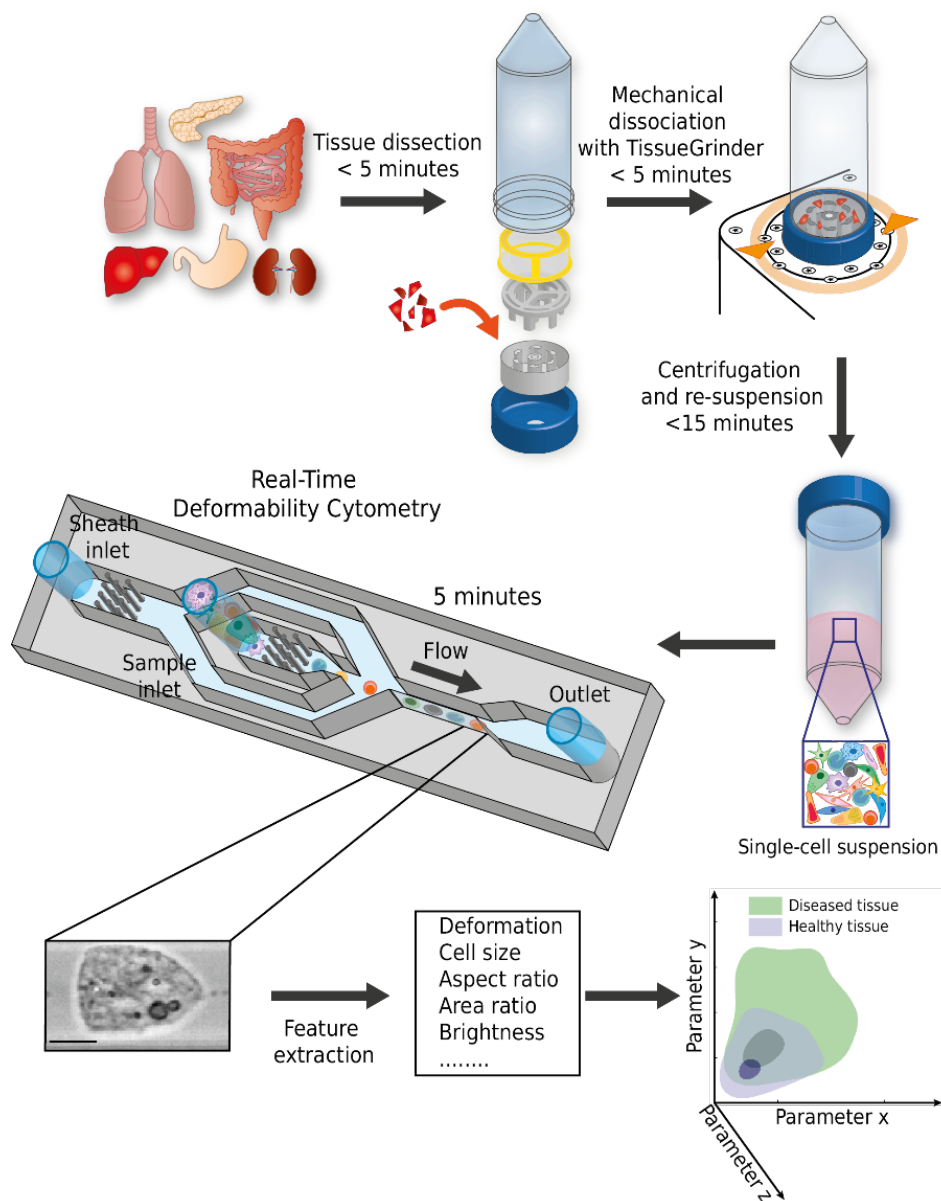 Tissue dissection
< 5 minutes
Mechanical
dissociation
with TissueGrinder
< 5 minutes
Centrifugation
and re-suspension
<15 minutes
Real-Time
Deformability Cytometry
Sheath
inlet
Sample
inlet
5 minutes
Flow
Outlet
Single-cell suspension
Feature
extraction
Deformation
Cell size
Aspect ratio
Area ratio
Brightness
........
Diseased tissue
Healthy tissue
Parameter y
Parameter x
Parameter z